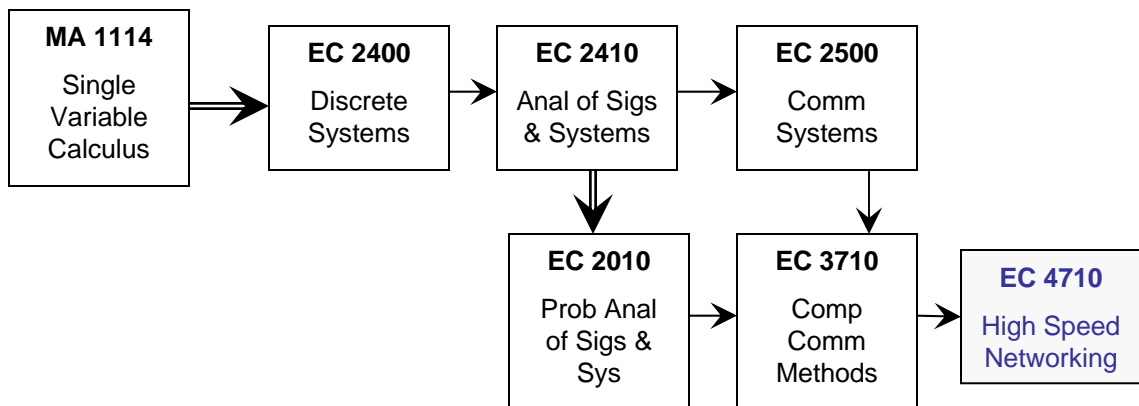 MA 1114
Single
Variable
Calculus
EC 2400
Discrete
Systems
EC 2410
Anal of Sigs
& Systems
EC 2500
Comm
Systems
EC 2010
Prob Anal
of Sigs &
Sys
EC 3710
Comp
Comm
Methods
EC 4710
High Speed
Networking